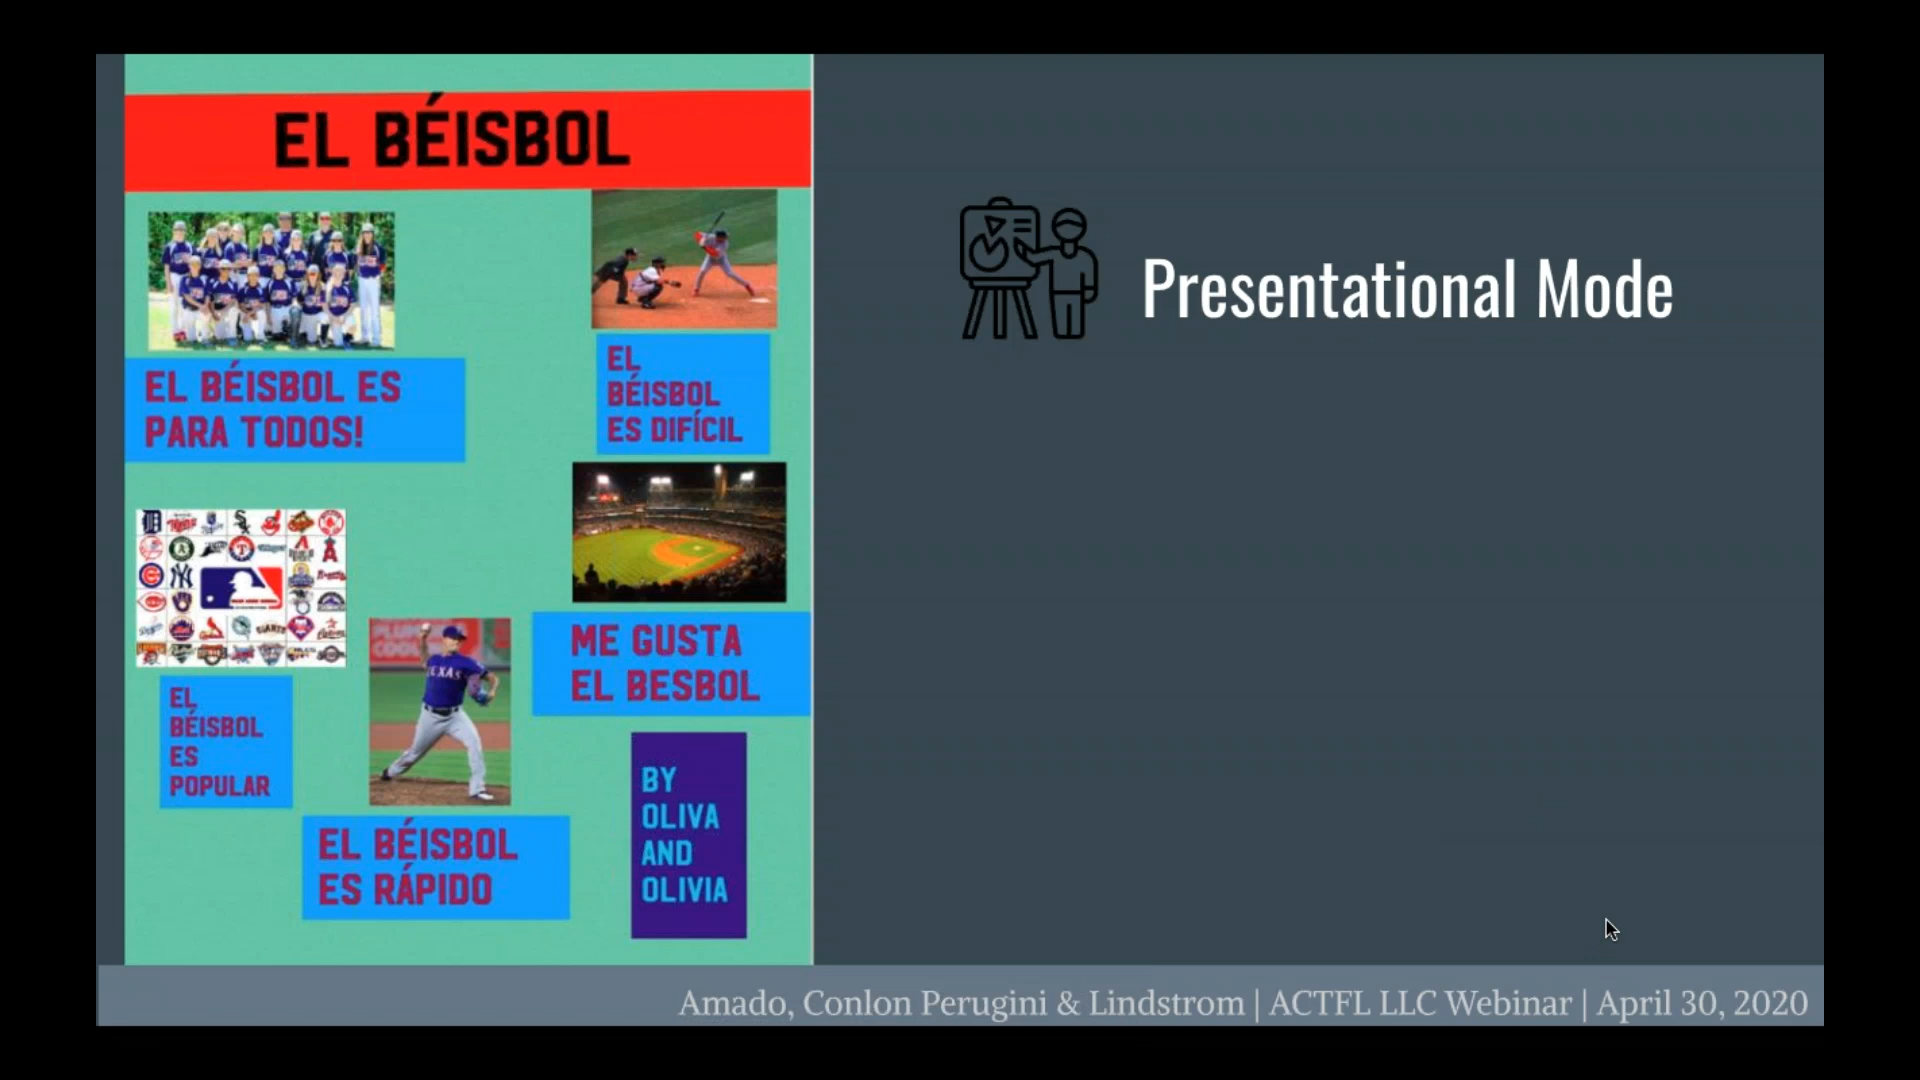 EL BÉISBOL
EL BÉISBOL ES
PARA TODOS!
EL
BÉISBOL
ES DIFÍCIL
EL
BÉISBOL
ES
POPULAR
TEXAS
EL BÉISBOL
ES RÁPIDO
ME GUSTA
EL BESBOL
BY
OLIVA
AND
OLIVIA
Presentational Mode
Amado, Conlon Perugini & Lindstrom | ACTFL LLC Webinar | April 30, 2020